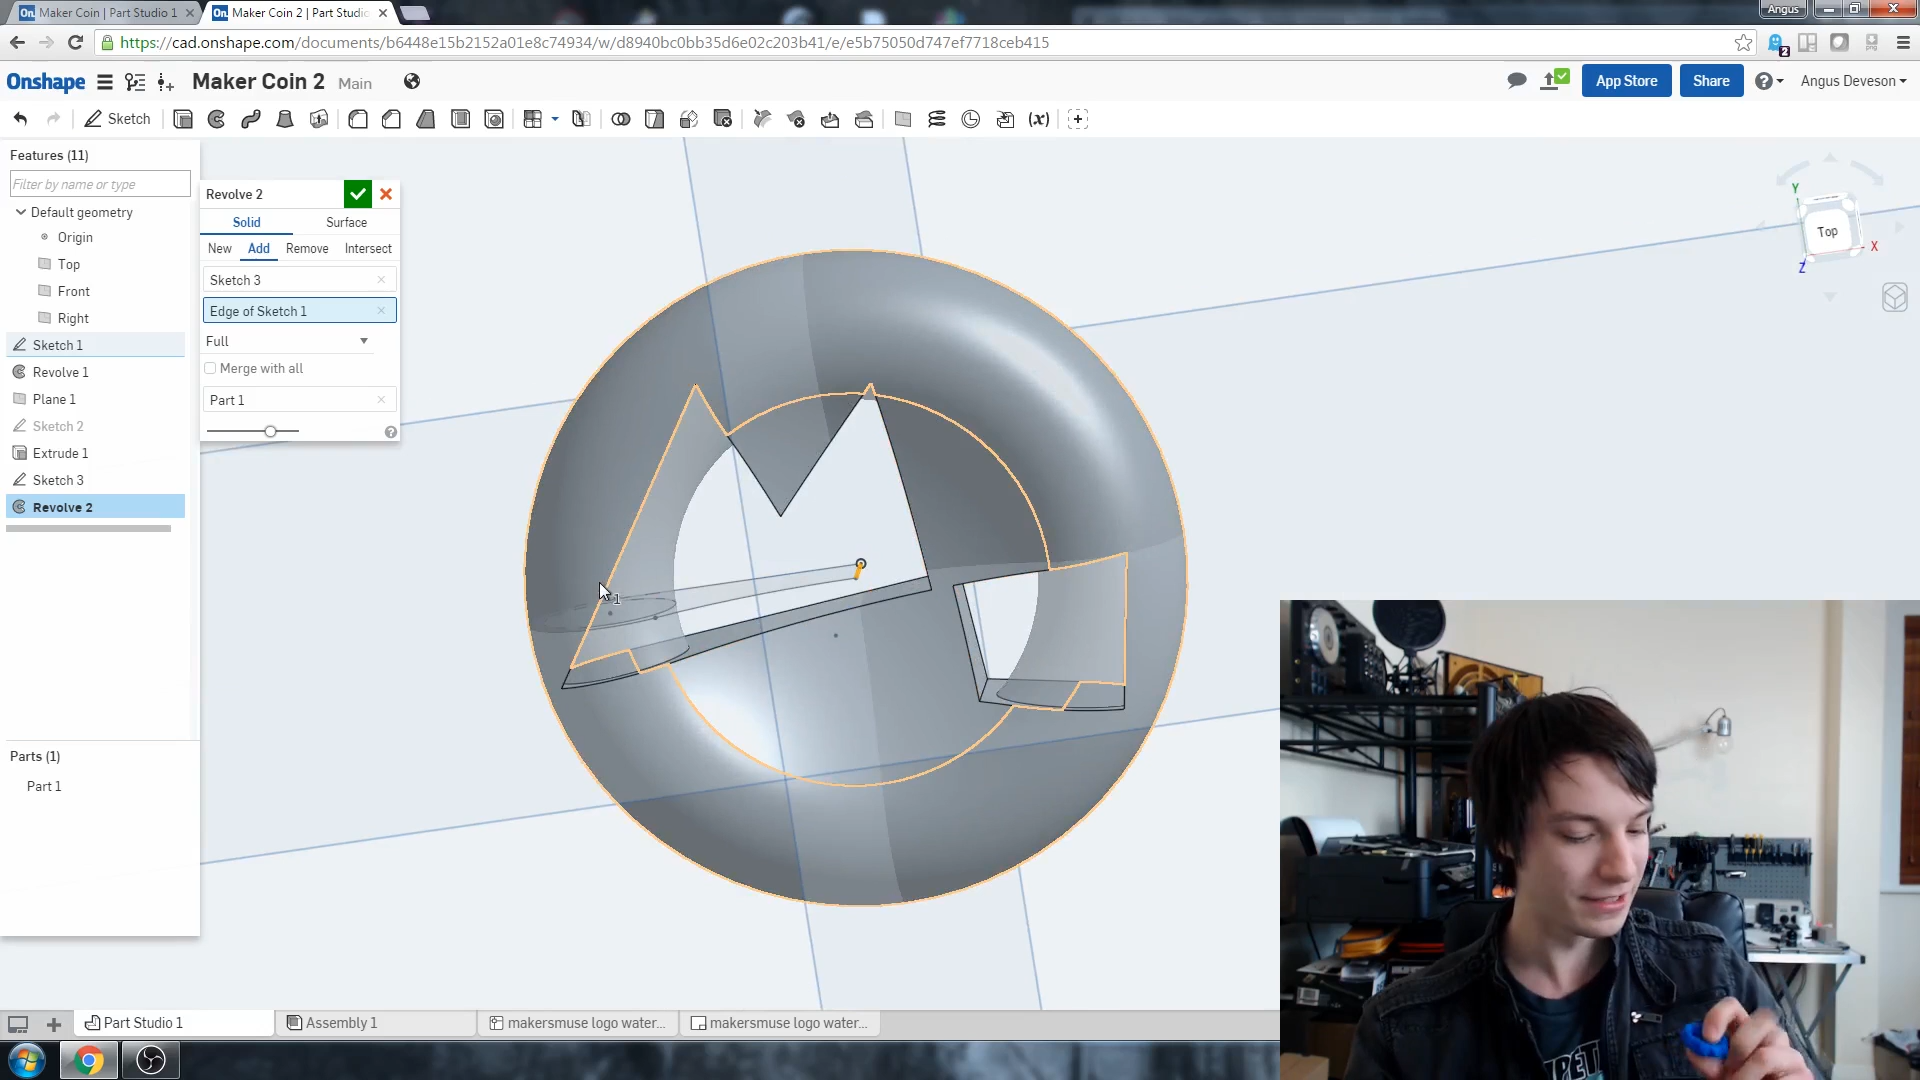 On. Maker Coin | Part Studio 1
On. Maker Coin 2 | Part Studio
Angus
https://cad.onshape.com/documents/b6448e15b2152a01e8c74934/w/d8940bc0bb35d6e02c203b41/e/e5b75050d747ef7718ceb415
2
Onshape
Maker Coin 2 Main
App Store
Share
Angus Deveson
Sketch
(x)
Features (11)
Filter by name or type
Default geometry
Origin
Top
Front
Right
Sketch 1
Revolve 1
Plane 1
Sketch 2
Extrude 1
Sketch 3
Revolve 2
Revolve 2
Solid Surface
New Add Remove Intersect
Sketch 3
Edge of Sketch 1
Full
Merge with all
Part 1
1
Y
Top
X
Z
Parts (1)
Part 1
Part Studio 1
Assembly 1
makersmuse logo water...
makersmuse logo water...